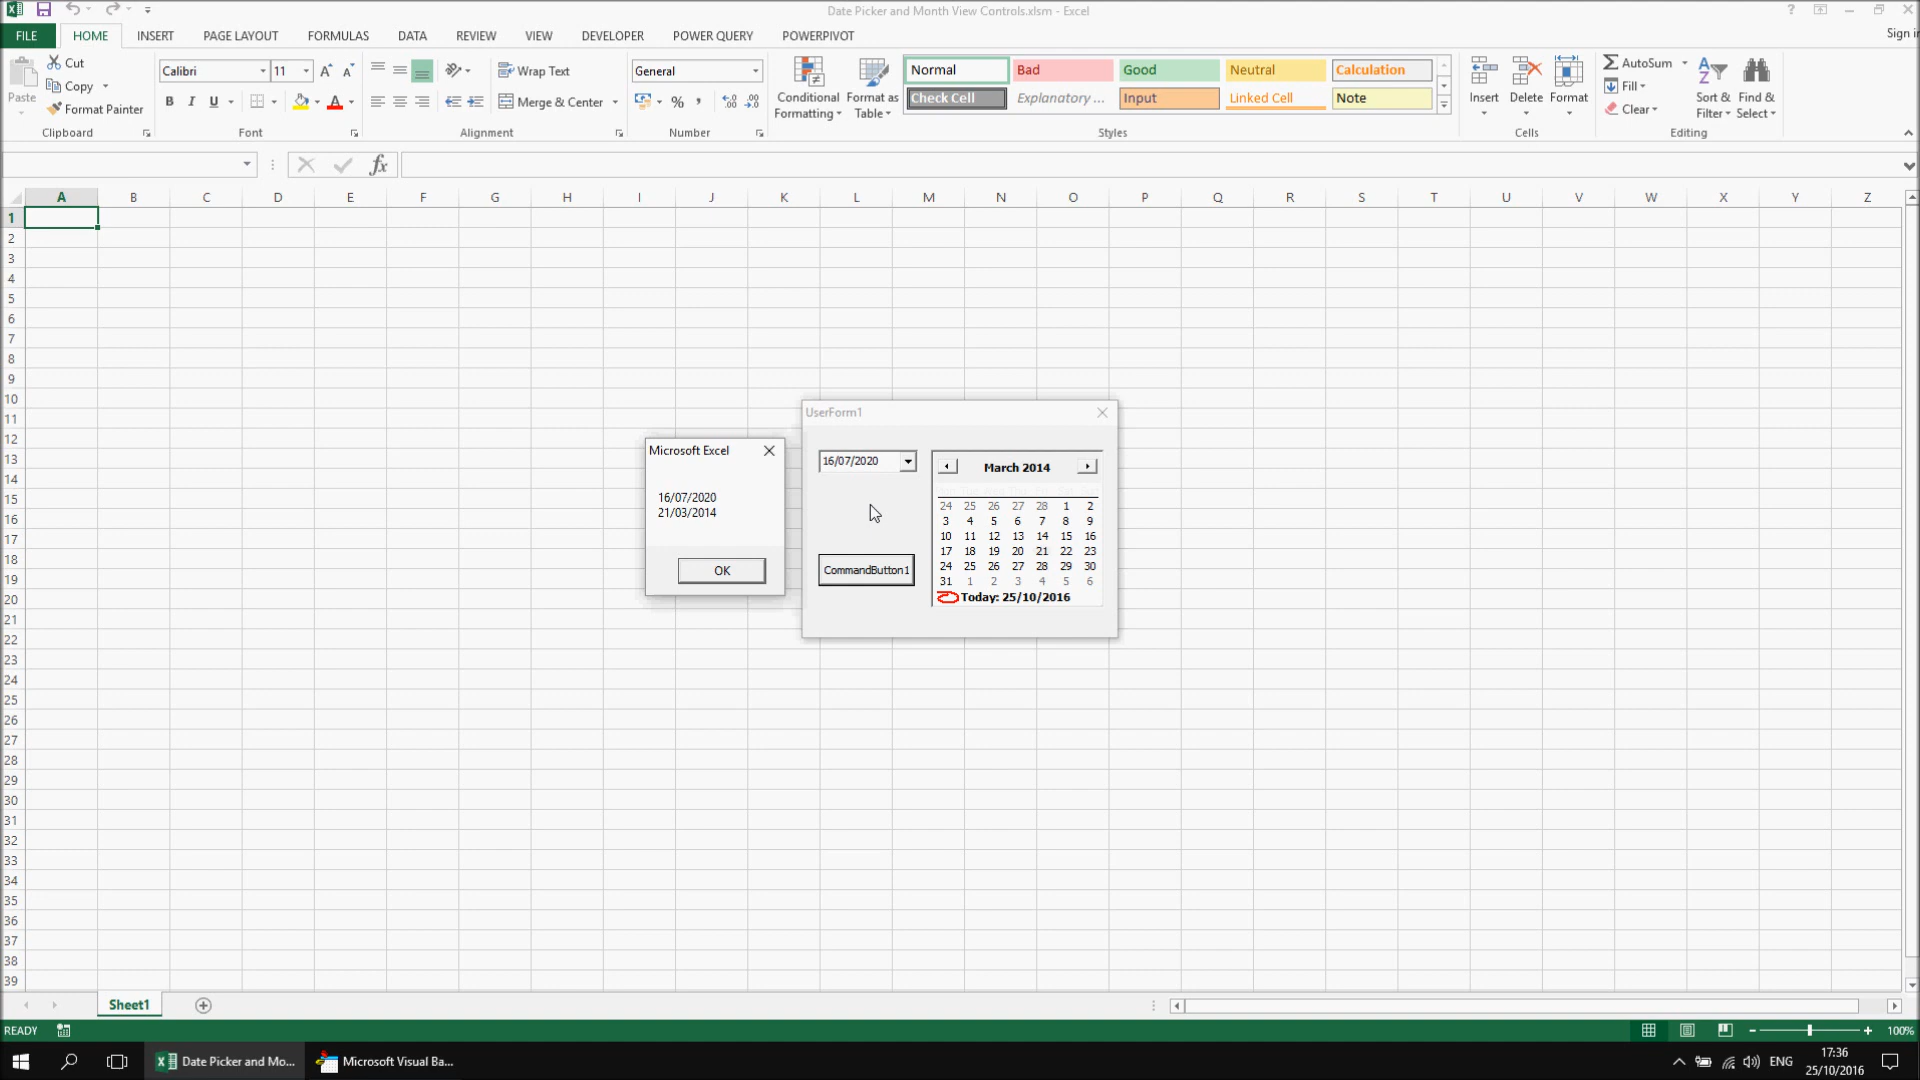 Date Picker and Month View Controls.xlsm - Excel
FILE HOME INSERT PAGE LAYOUT FORMULAS DATA REVIEW VIEW DEVELOPER POWER QUERY POWERPIVOT
Paste
Cut
Copy
Format Painter
Clipboard
Calibri 11
B I U
Font
Wrap Text
Merge & Center
Alignment
General
%
Number
Conditional Formatting
Format as Table
Normal Bad Good Neutral Calculation
Check Cell Explanatory ... Input Linked Cell Note
Styles
Insert Delete Format
Cells
AutoSum
Fill
Clear
Sort & Filter
Find & Select
Editing
fx
A B C D E F G H I J K L M N O P Q R S T U V W X Y Z
1
2
3
4
5
6
7
8
9
10
11
12
13
14
15
16
17
18
19
20
21
22
23
24
25
26
27
28
29
30
31
32
33
34
35
36
37
38
39
Microsoft Excel
16/07/2020
21/03/2014
OK
UserForm1
16/07/2020
CommandButton1
March 2014
24 25 26 27 28 1 2
3 4 5 6 7 8 9
10 11 12 13 14 15 16
17 18 19 20 21 22 23
24 25 26 27 28 29 30
31 1 2 3 4 5 6
Today: 25/10/2016
Sheet1
READY
100%
Date Picker and Mo...
Microsoft Visual Ba...
ENG
17:36
25/10/2016